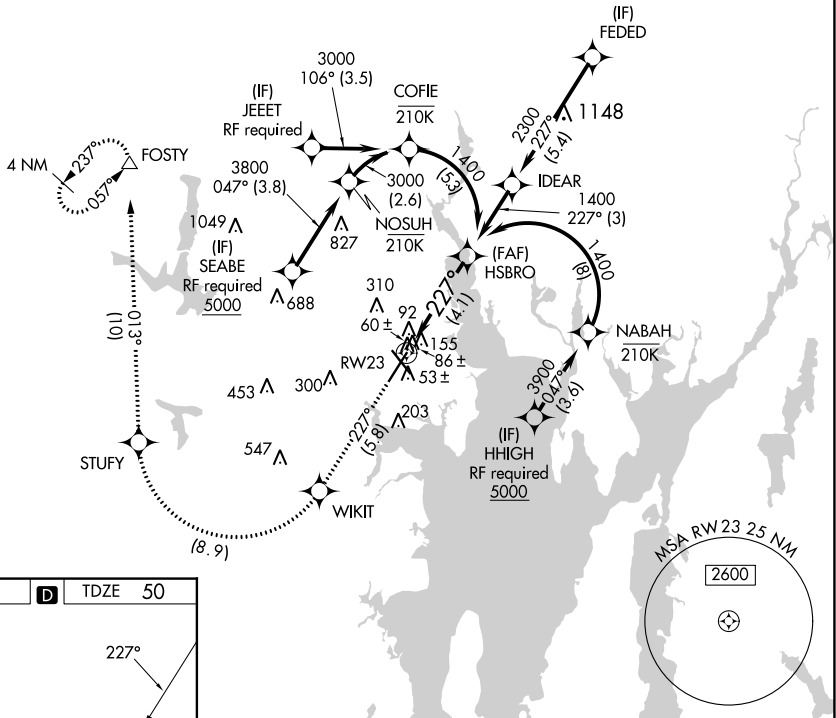 (IF)
FEDED
3000
106° (3.5)
COFIE
210K
(IF)
JEEET
RF required
1148
2300
227°
(5.4)
4 NM
237°
057°
FOSTY
3800
047° (3.8)
1400
(5.3)
IDEAR
3000
(2.6)
1400
227° (3)
NOSUH
210K
1049
827
(IF)
SEABE
RF required
5000
688
(FAF)
HSBRO
1400
(8)
310
227°
(4.1)
92
60 ±
155
86 ±
53 ±
RW23
NABAH
210K
013°
(10)
453
300
3900
047°
(3.6)
203
227°
(5.8)
547
(IF)
HHIGH
RF required
5000
STUFY
WIKIT
(8.9)
MSA RW 23 25 NM
2600
D TDZE 50
227°